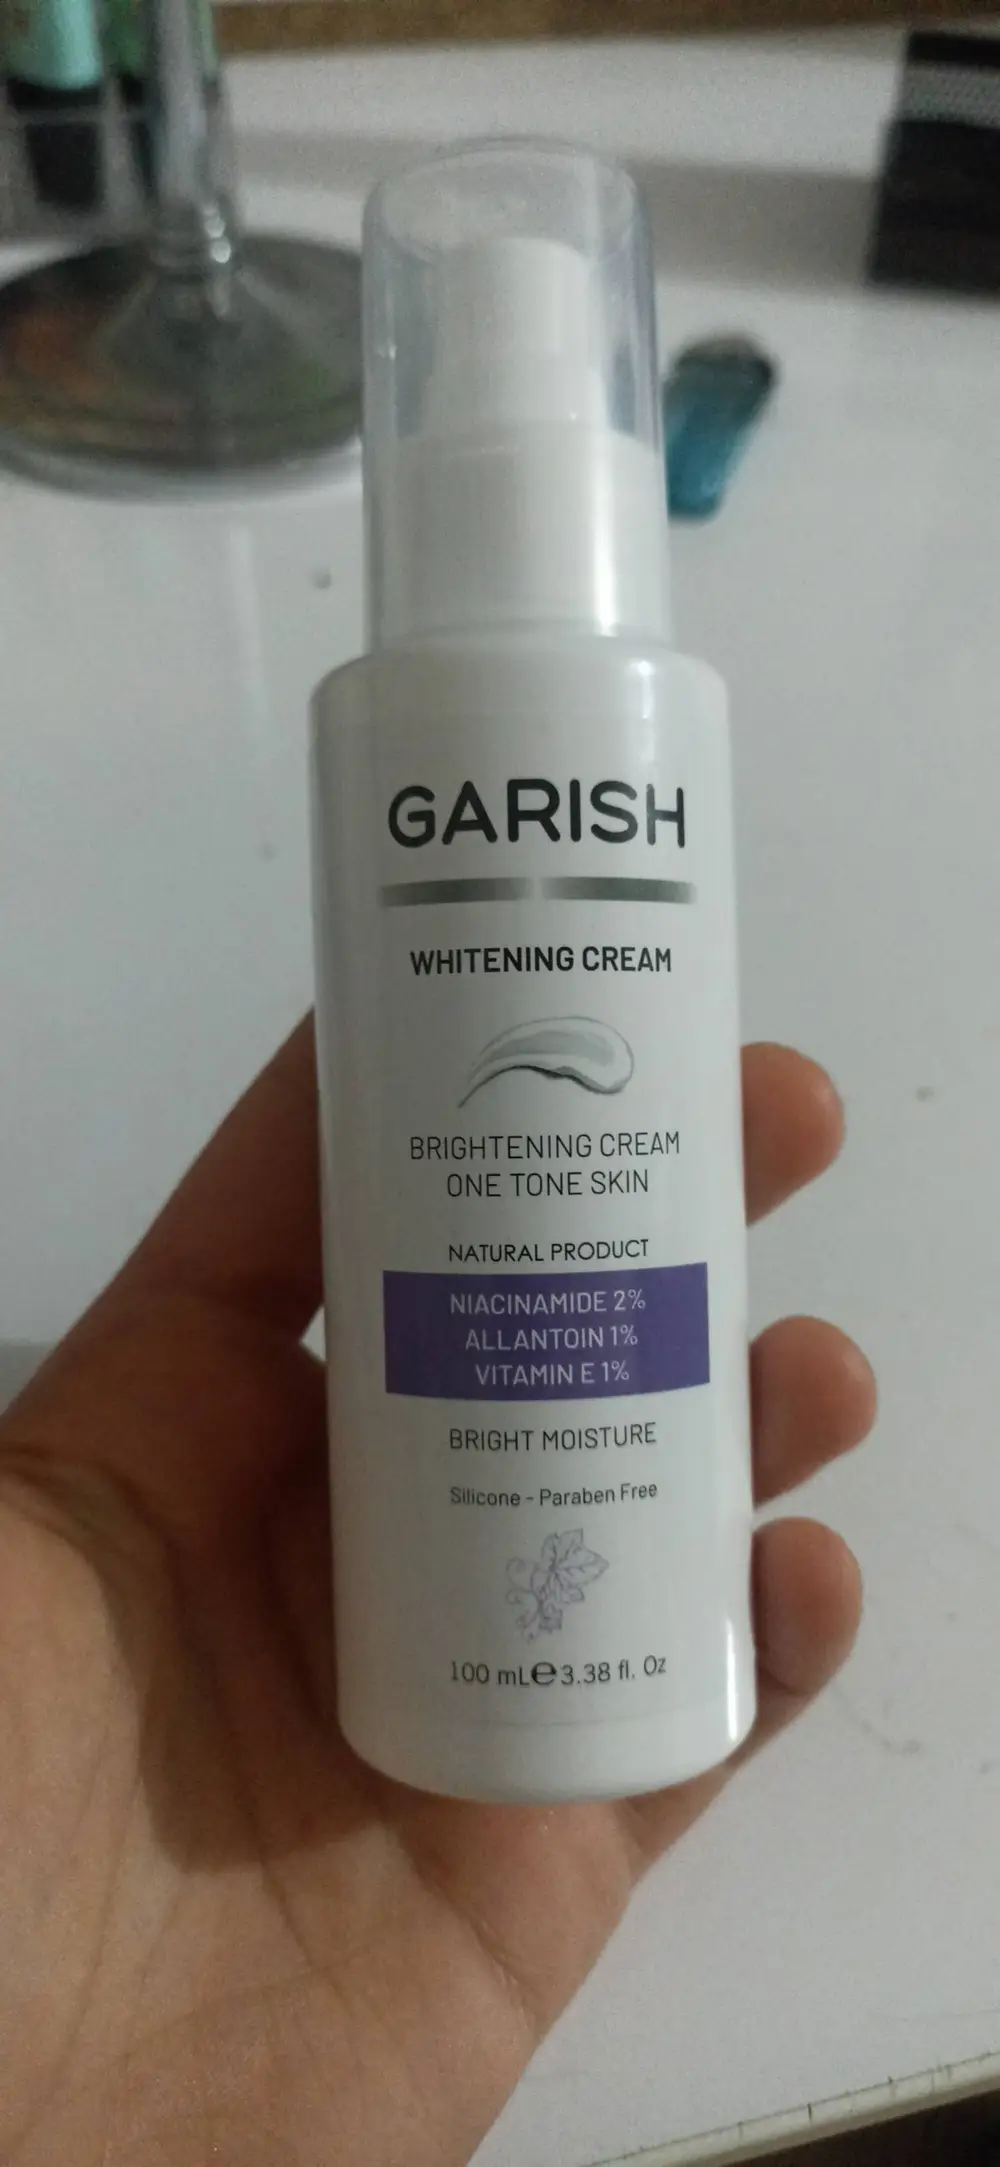 GARISH
WHITENING CREAM
BRIGHTENING CREAM
ONE TONE SKIN
NATURAL PRODUCT
NIACINAMIDE 2%
ALLANTOIN 1%
VITAMIN E 1%
BRIGHT MOISTURE
Silicone - Paraben Free
100 mL℮3.38 fl. Oz